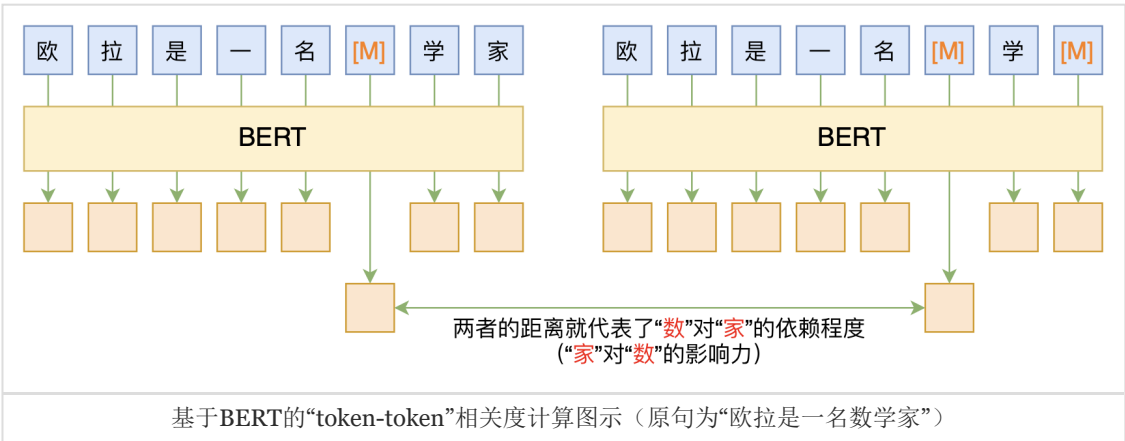 欧 拉 是 一 名 [M] 学 家
欧 拉 是 一 名 [M] 学 [M]
BERT
BERT
两者的距离就代表了“数”对“家”的依赖程度
(“家”对“数”的影响力)
基于BERT的“token-token”相关度计算图示（原句为“欧拉是一名数学家”）